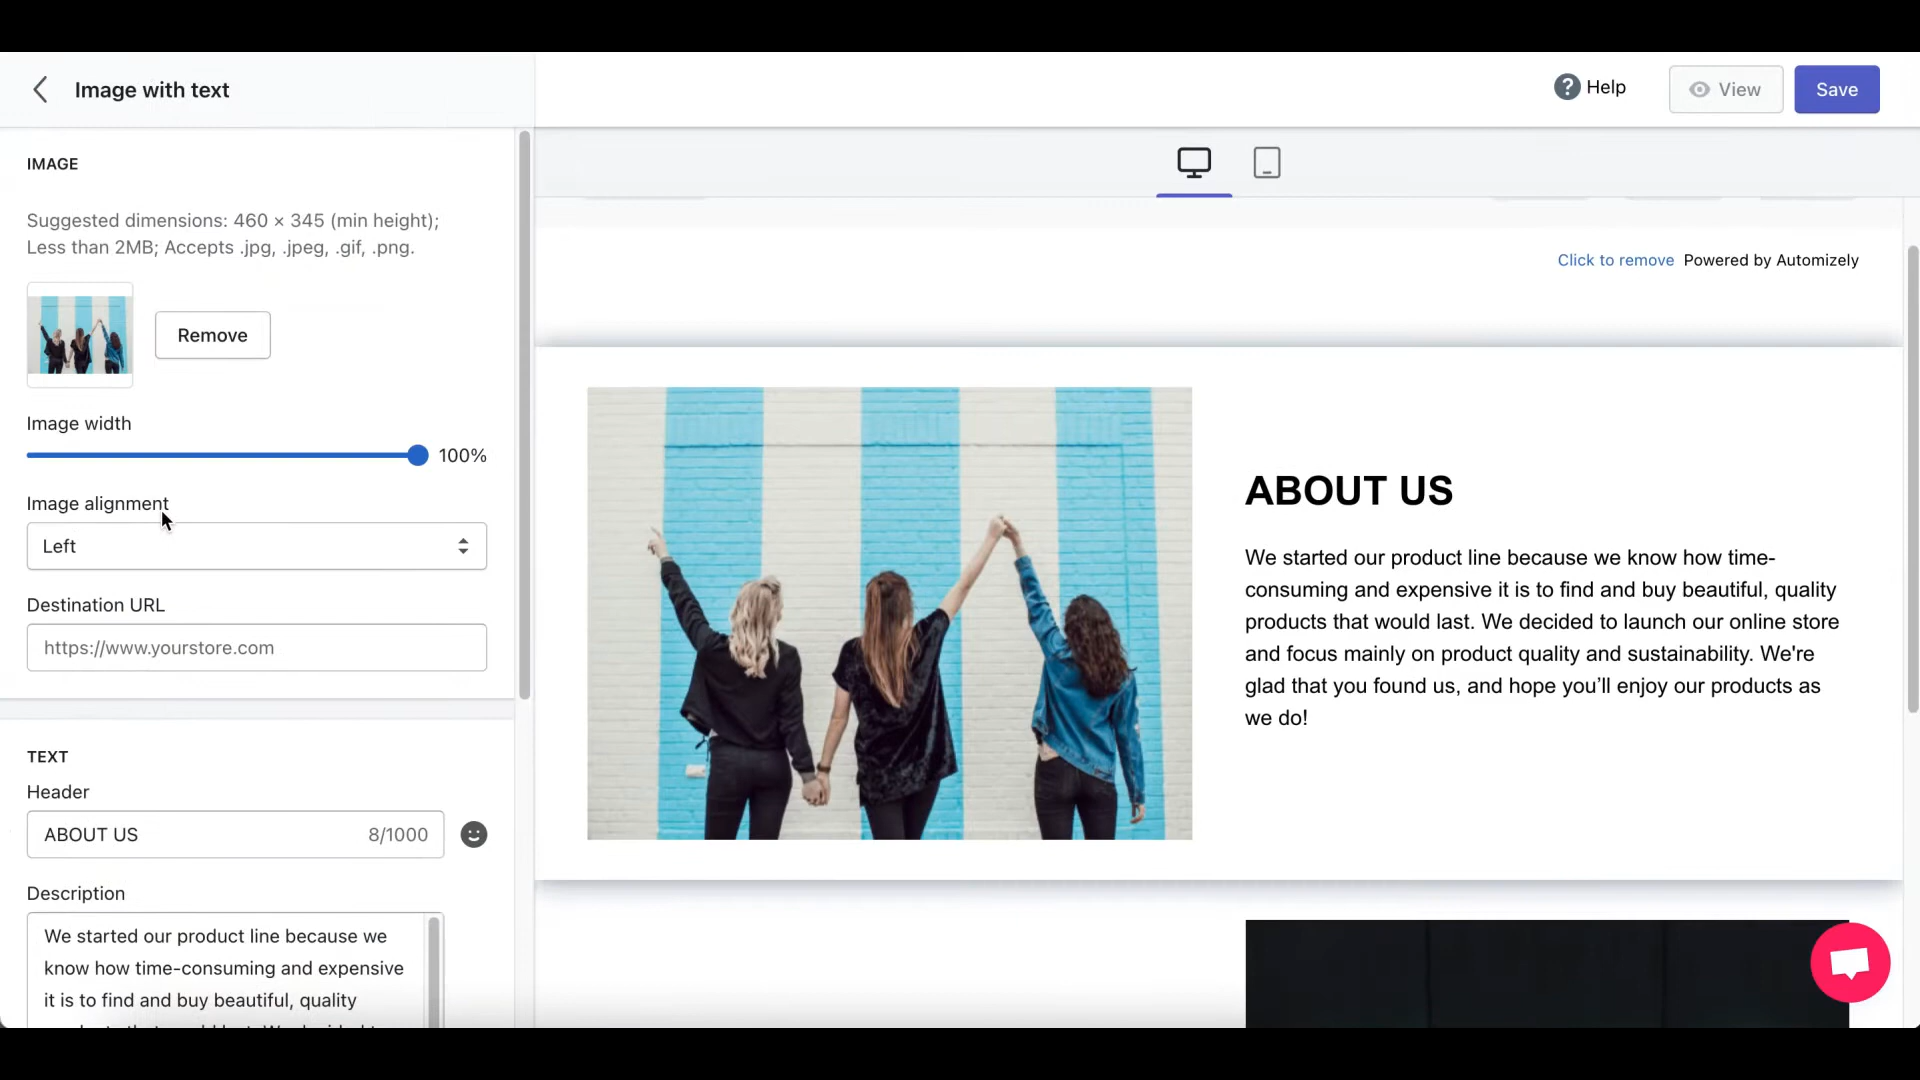 Image with text
Help
View
Save
IMAGE
Suggested dimensions: 460 × 345 (min height);
Less than 2MB; Accepts .jpg, .jpeg, .gif, .png.
Remove
Image width
100%
Image alignment
Left
Destination URL
https://www.yourstore.com
TEXT
Header
ABOUT US
8/1000
Description
We started our product line because we
know how time-consuming and expensive
it is to find and buy beautiful, quality
Click to remove Powered by Automizely
ABOUT US
We started our product line because we know how time-
consuming and expensive it is to find and buy beautiful, quality
products that would last. We decided to launch our online store
and focus mainly on product quality and sustainability. We're
glad that you found us, and hope you’ll enjoy our products as
we do!